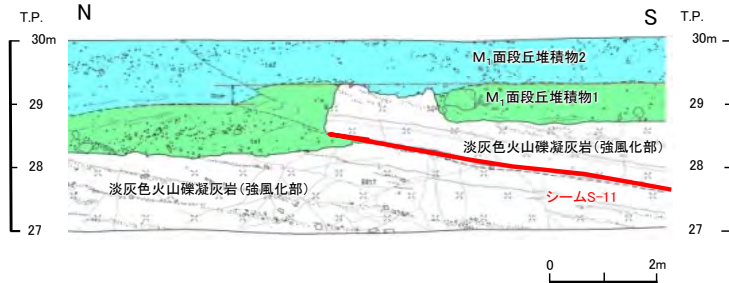 T.P. N S T.P.
30m 30m
M₁面段丘堆積物2
29 M₁面段丘堆積物1 29
淡灰色火山礫凝灰岩(強風化部)
28 28
淡灰色火山礫凝灰岩(強風化部)
シームS-11
27 27
0 2m